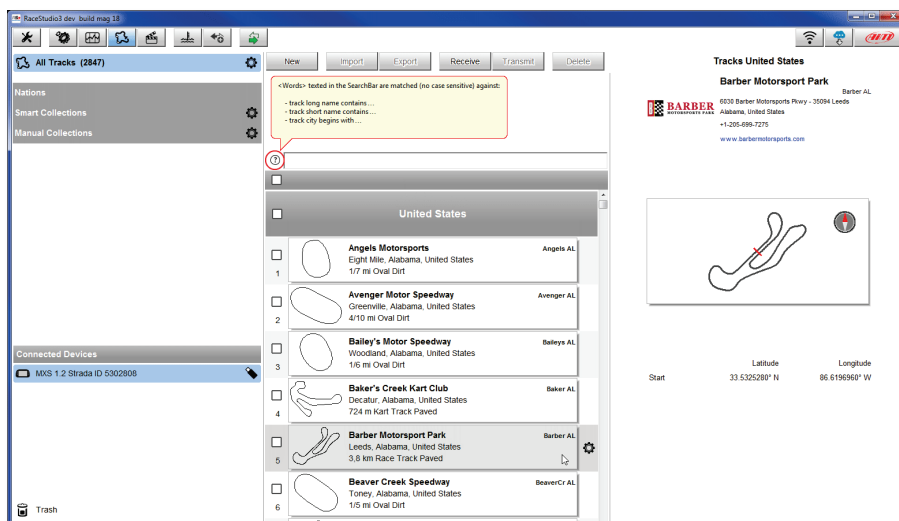 RaceStudio3 dev build mag 18
All Tracks (2847)
Nations
Smart Collections
Manual Collections
Connected Devices
MXS 1.2 Strada ID 5302808
Trash
New Import Export Receive Transmit Delete
<Words> texted in the SearchBar are matched (no case sensitive) against:
- track long name contains...
- track short name contains...
- track city begins with ...
?
United States
Angels Motorsports Angels AL
Eight Mile, Alabama, United States
1/7 mi Oval Dirt
1
Avenger Motor Speedway Avenger AL
Greenville, Alabama, United States
4/10 mi Oval Dirt
2
Bailey's Motor Speedway Baileys AL
Woodland, Alabama, United States
1/6 mi Oval Dirt
3
Baker's Creek Kart Club Baker AL
Decatur, Alabama, United States
724 m Kart Track Paved
4
Barber Motorsport Park Barber AL
Leeds, Alabama, United States
3,8 km Race Track Paved
5
Beaver Creek Speedway BeaverCr AL
Toney, Alabama, United States
1/5 mi Oval Dirt
6
AiM
Tracks United States
Barber Motorsport Park
Barber AL
BARBER
MOTORSPORTS PARK
6030 Barber Motorsports Pkwy - 35094 Leeds
Alabama, United States
+1-205-699-7275
www.barbermotorsports.com
Latitude Longitude
Start 33.5325280° N 86.6196960° W